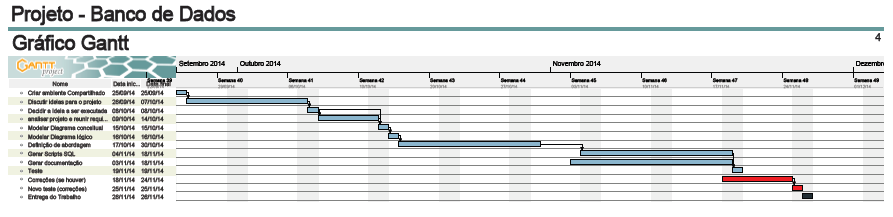 Projeto - Banco de Dados
Gráfico Gantt
4
GANTT project
Setembro 2014 Outubro 2014 Novembro 2014 Dezembro
Semana 39 Semana 40 Semana 41 Semana 42 Semana 43 Semana 44 Semana 45 Semana 46 Semana 47 Semana 48 Semana 49
Nome Data Iníc... Data final
Criar ambiente Compartilhado 25/09/14 25/09/14
Discutir ideias para o projeto 26/09/14 07/10/14
Decidir a ideia a ser executada 08/10/14 08/10/14
analisar projeto e reunir requi... 09/10/14 14/10/14
Modelar Diagrama conceitual 15/10/14 15/10/14
Modelar Diagrama lógico 16/10/14 16/10/14
Definição de abordagem 17/10/14 30/10/14
Gerar Scripts SQL 04/11/14 18/11/14
Gerar documentação 03/11/14 18/11/14
Teste 19/11/14 19/11/14
Correções (se houver) 18/11/14 24/11/14
Novo teste (correções) 25/11/14 25/11/14
Entrega do Trabalho 26/11/14 26/11/14